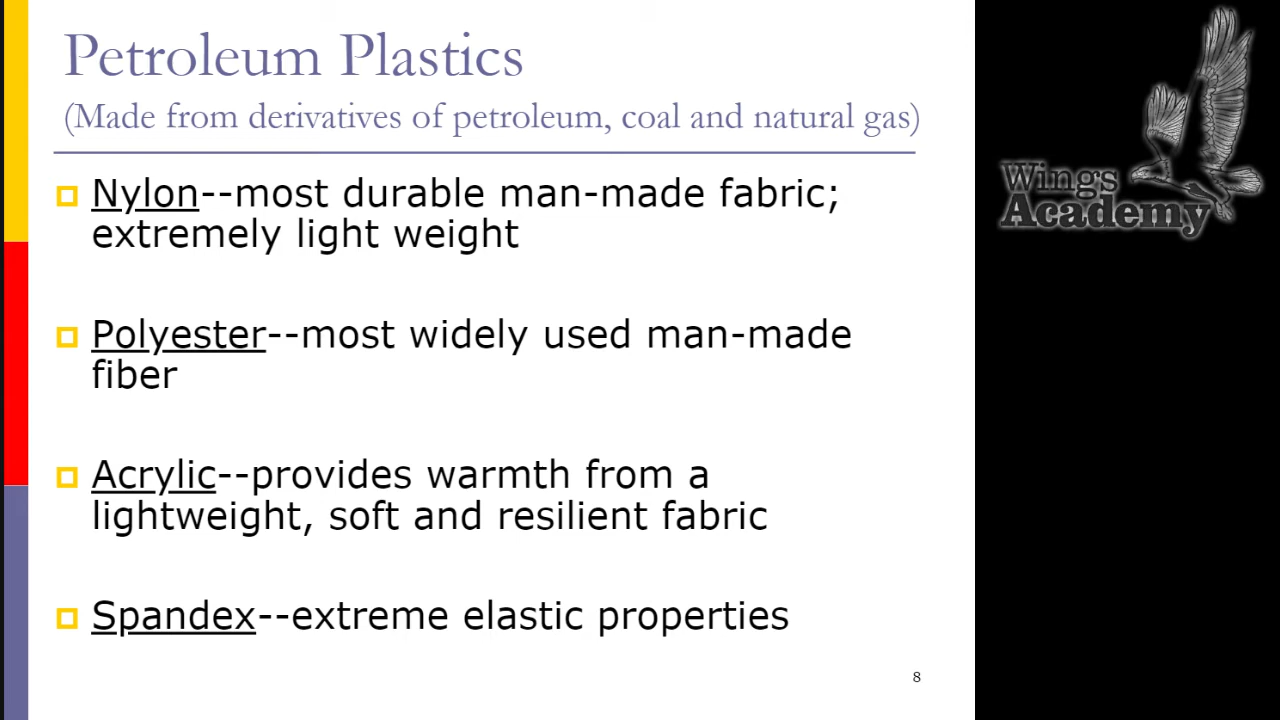 Petroleum Plastics
(Made from derivatives of petroleum, coal and natural gas)
Nylon--most durable man-made fabric;
extremely light weight
Polyester--most widely used man-made
fiber
Acrylic--provides warmth from a
lightweight, soft and resilient fabric
Spandex--extreme elastic properties
8
Wings
Academy